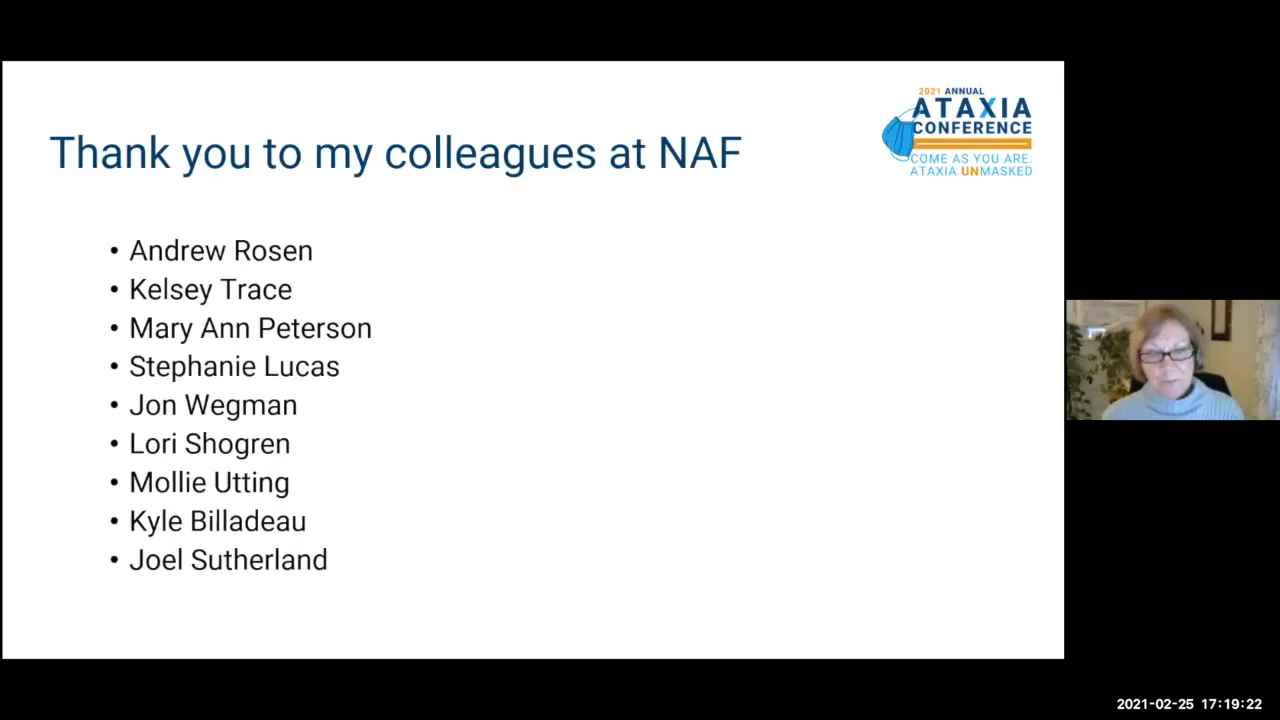 Thank you to my colleagues at NAF
2021 ANNUAL
ATAXIA
CONFERENCE
COME AS YOU ARE:
ATAXIA UNMASKED
• Andrew Rosen
• Kelsey Trace
• Mary Ann Peterson
• Stephanie Lucas
• Jon Wegman
• Lori Shogren
• Mollie Utting
• Kyle Billadeau
• Joel Sutherland
2021-02-25 17:19:22